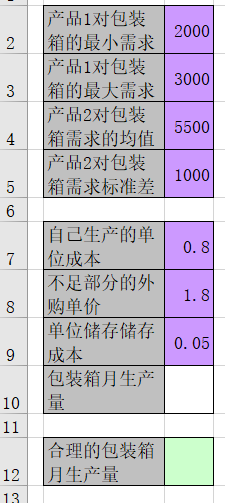 2
产品1对包装
箱的最小需求
2000
3
产品1对包装
箱的最大需求
3000
4
产品2对包装
箱需求的均值
5500
5
产品2对包装
箱需求标准差
1000
6
7
自己生产的单
位成本
0.8
8
不足部分的外
购单价
1.8
9
单位储存储存
成本
0.05
10
包装箱月生产
量
11
12
合理的包装箱
月生产量
13